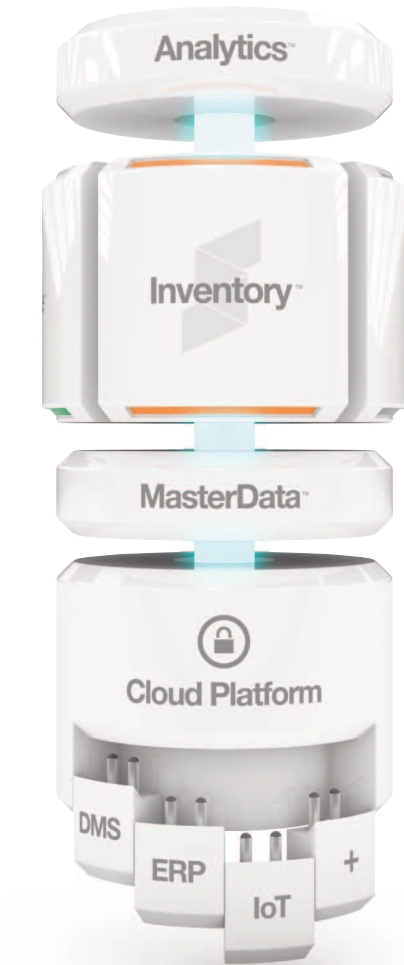 Analytics™
Inventory™
MasterData™
Cloud Platform
DMS
ERP
IoT
+